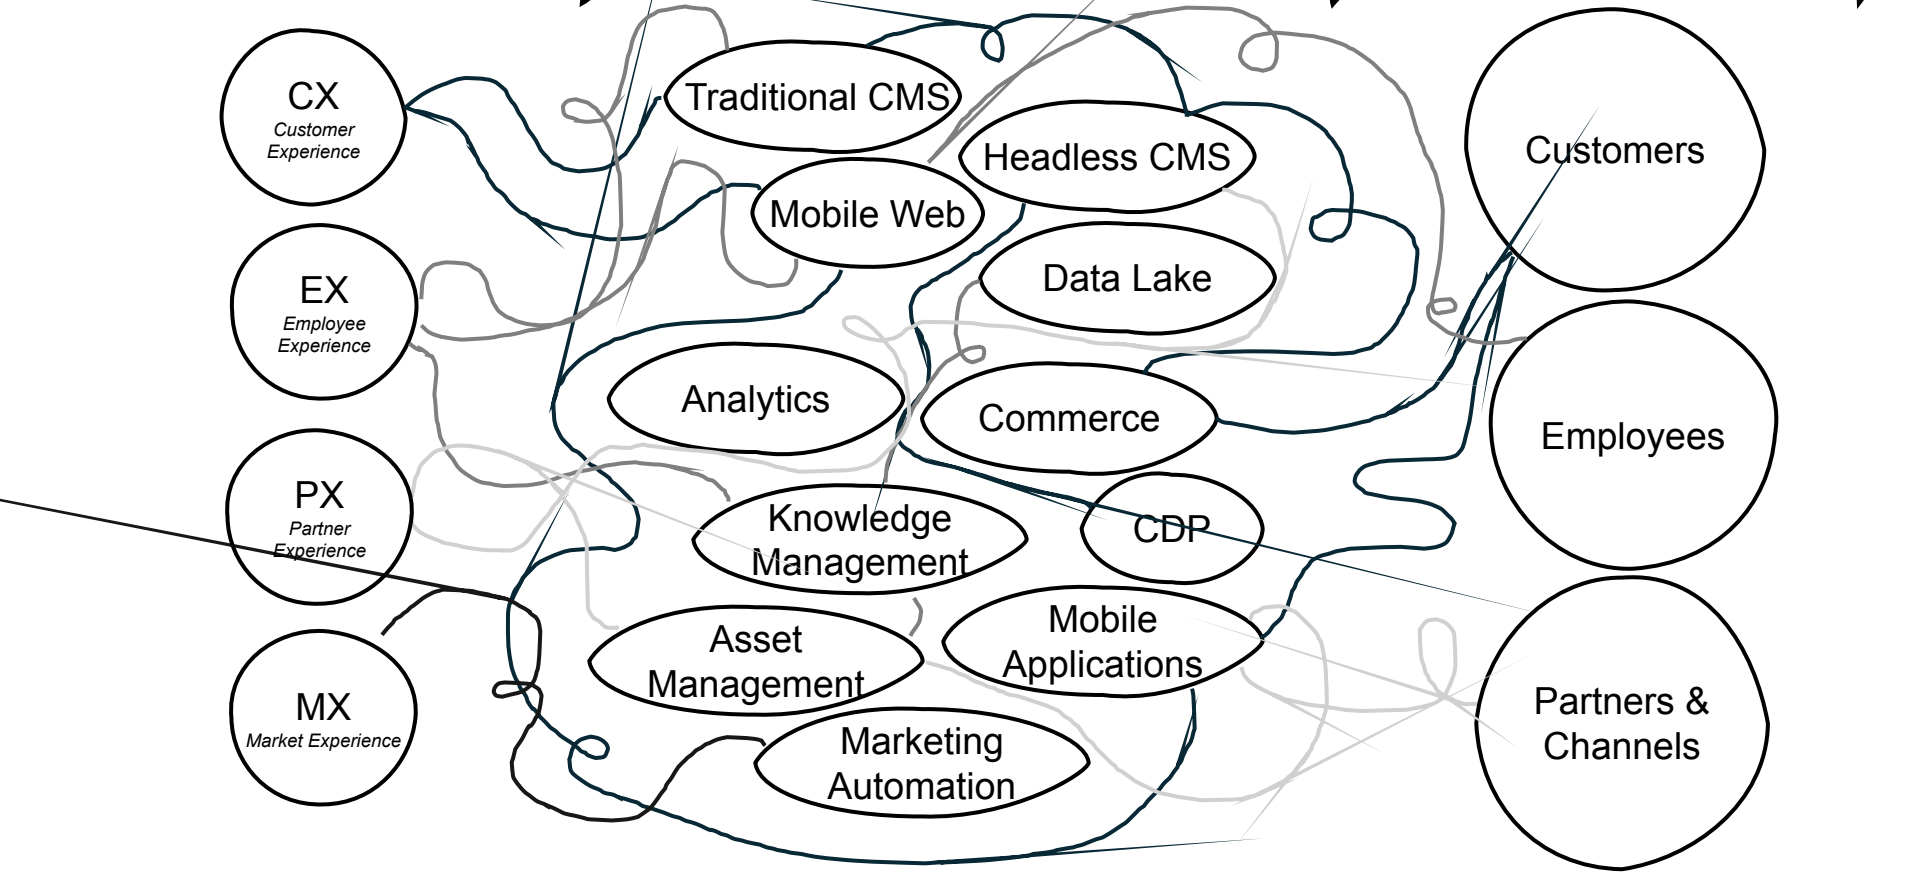 CX
Customer
Experience
EX
Employee
Experience
PX
Partner
Experience
MX
Market Experience
Traditional CMS
Headless CMS
Mobile Web
Data Lake
Analytics
Commerce
Knowledge
Management
CDP
Asset
Management
Mobile
Applications
Marketing
Automation
Customers
Employees
Partners &
Channels